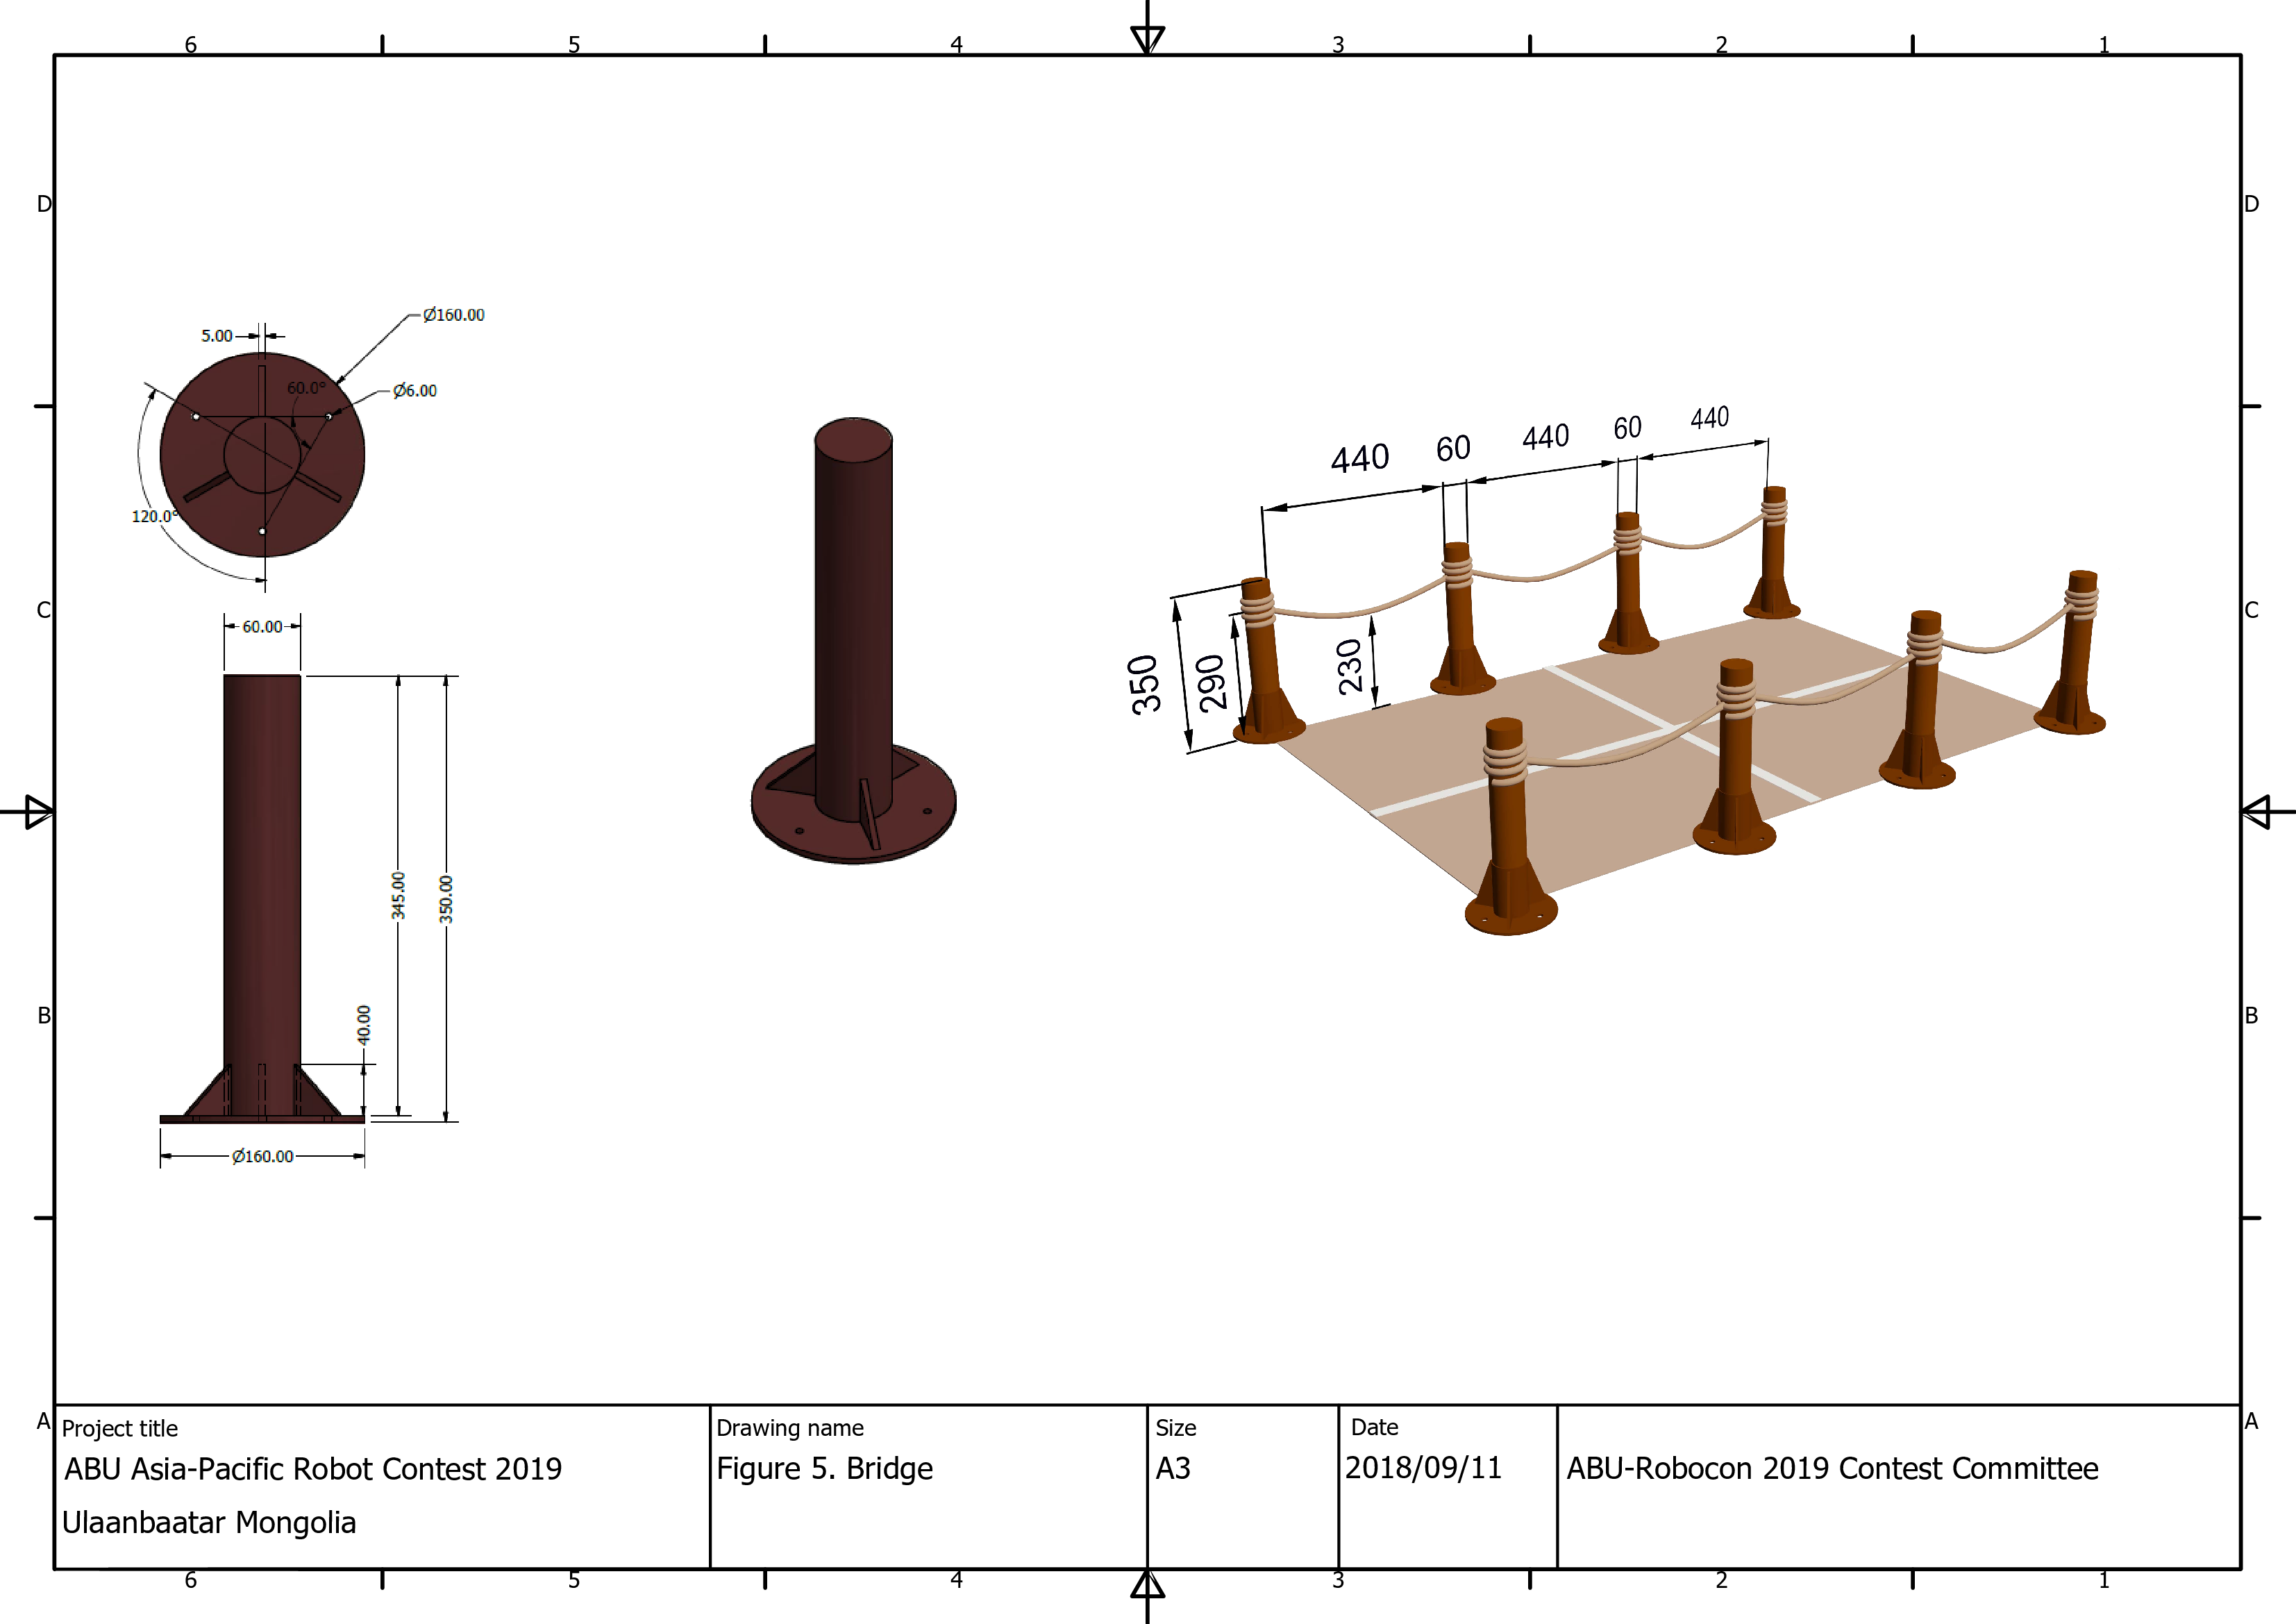 6 5 4 3 2 1
D D
Ø160.00
5.00
60.0°
Ø6.00
120.0°
440 60 440 60 440
C C
60.00
350 290 230
345.00 350.00
40.00
B B
Ø160.00
A A
Project title
ABU Asia-Pacific Robot Contest 2019
Ulaanbaatar Mongolia
Drawing name
Figure 5. Bridge
Size
A3
Date
2018/09/11
ABU-Robocon 2019 Contest Committee
6 5 4 3 2 1